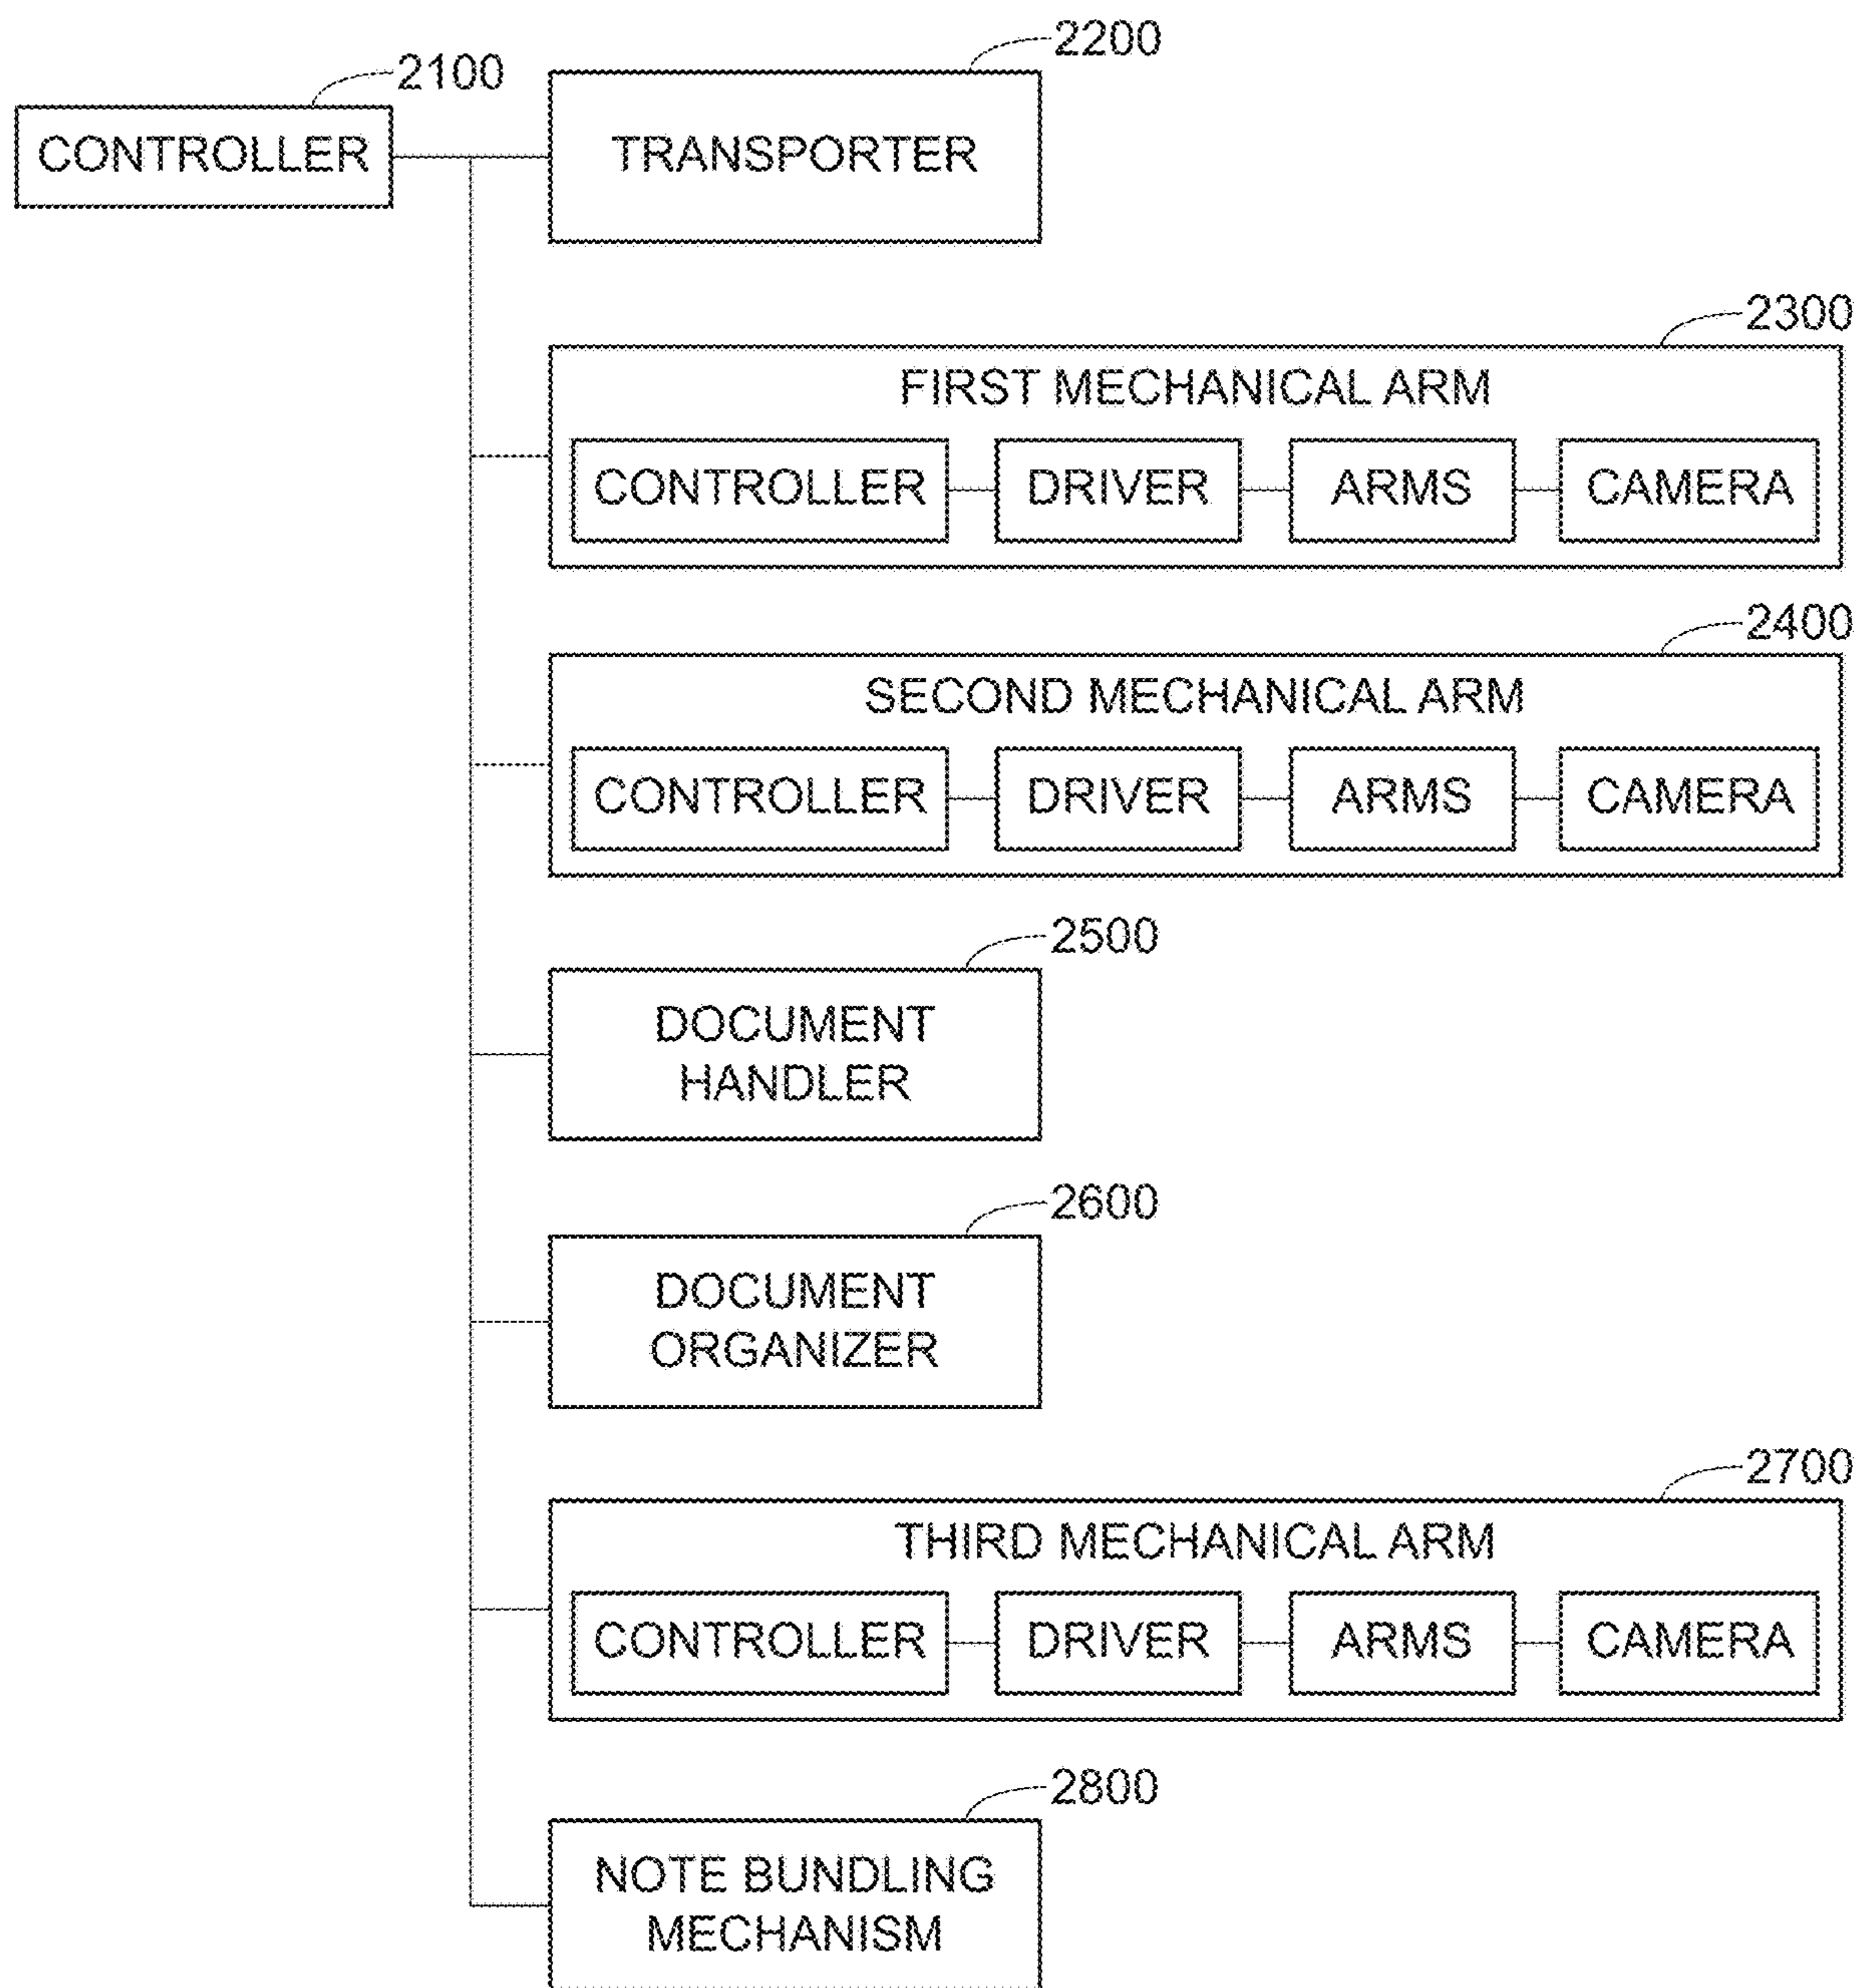 2200
2100
CONTROLLER
TRANSPORTER
2300
FIRST MECHANICAL ARM
CONTROLLER DRIVER ARMS CAMERA
2400
SECOND MECHANICAL ARM
CONTROLLER DRIVER ARMS CAMERA
2500
DOCUMENT
HANDLER
2600
DOCUMENT
ORGANIZER
2700
THIRD MECHANICAL ARM
CONTROLLER DRIVER ARMS CAMERA
2800
NOTE BUNDLING
MECHANISM